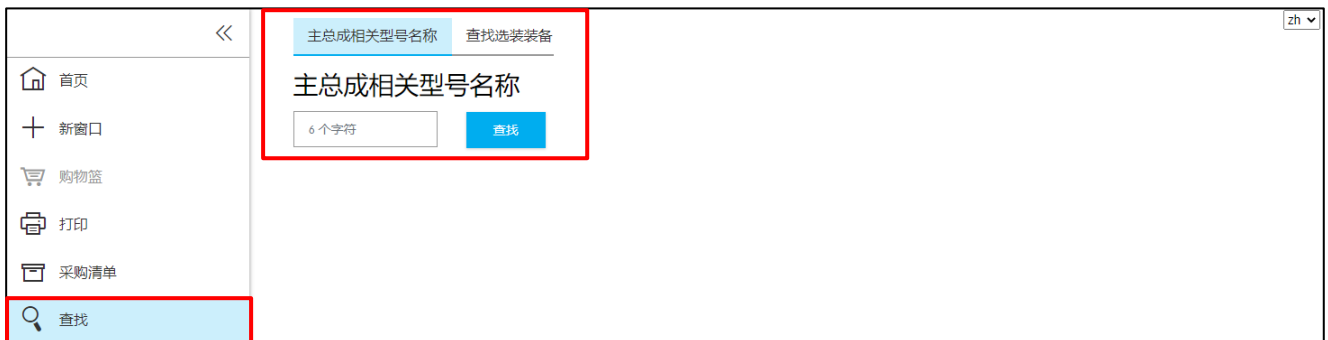 zh
首页
新窗口
购物篮
打印
采购清单
查找
主总成相关型号名称 查找选装装备
主总成相关型号名称
6 个字符 查找